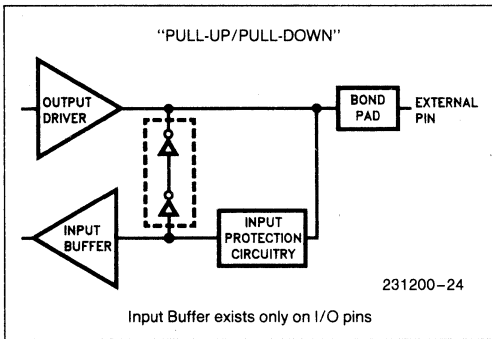 "PULL-UP/PULL-DOWN"
OUTPUT
DRIVER
BOND
PAD
EXTERNAL
PIN
INPUT
BUFFER
INPUT
PROTECTION
CIRCUITRY
231200-24
Input Buffer exists only on I/O pins